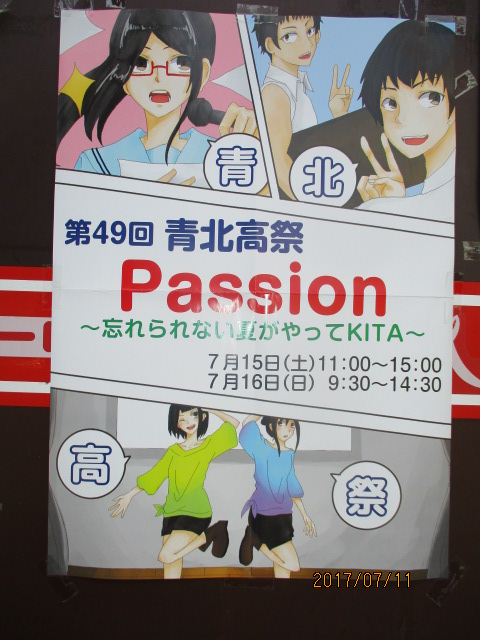 青
北
第49回 青北高祭
Passion
～忘れられない夏がやってKITA～
7月15日(土)11:00～15:00
7月16日(日) 9:30～14:30
高
祭
2017/07/11